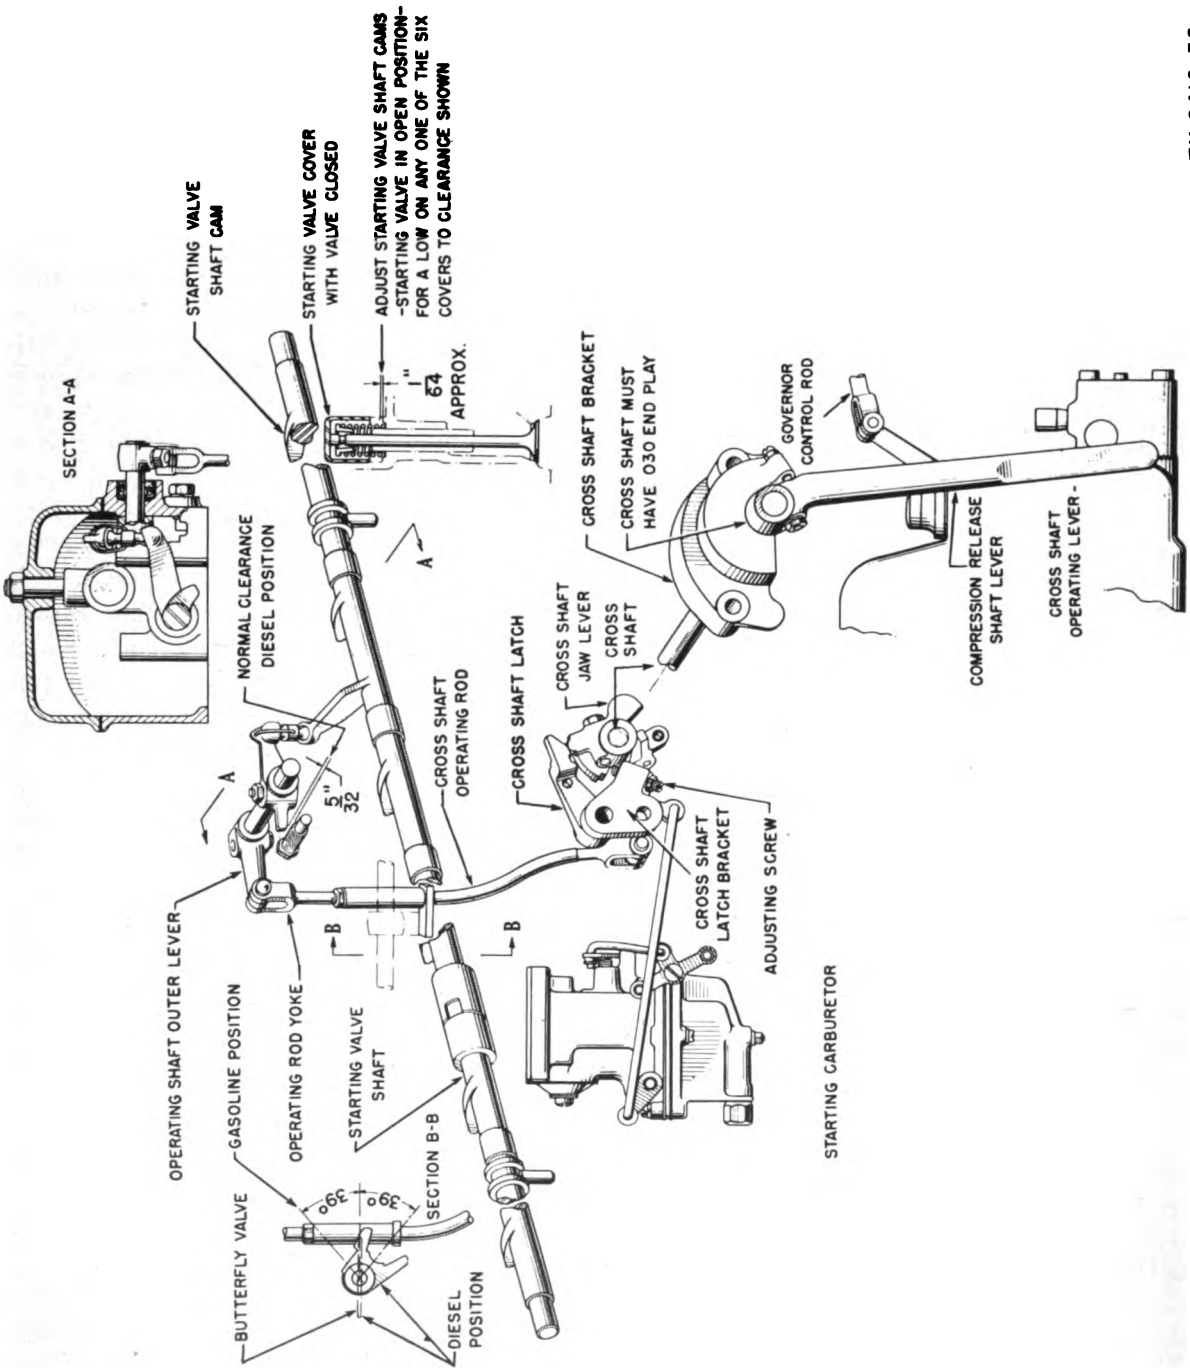 SECTION A-A
STARTING VALVE
SHAFT CAM
STARTING VALVE COVER
WITH VALVE CLOSED
ADJUST STARTING VALVE SHAFT CAMS
-STARTING VALVE IN OPEN POSITION-
FOR A LOW ON ANY ONE OF THE SIX
COVERS TO CLEARANCE SHOWN
1"
64
APPROX.
NORMAL CLEARANCE
DIESEL POSITION
A
A
5"
32
OPERATING SHAFT OUTER LEVER
GASOLINE POSITION
OPERATING ROD YOKE
BUTTERFLY VALVE
39°
39°
SECTION B-B
DIESEL
POSITION
STARTING VALVE
SHAFT
B
B
CROSS SHAFT
OPERATING ROD
CROSS SHAFT LATCH
CROSS SHAFT
JAW LEVER
CROSS
SHAFT
CROSS SHAFT BRACKET
CROSS SHAFT MUST
HAVE 030 END PLAY
GOVERNOR
CONTROL ROD
CROSS SHAFT
LATCH BRACKET
ADJUSTING SCREW
STARTING CARBURETOR
COMPRESSION RELEASE
SHAFT LEVER
CROSS SHAFT
OPERATING LEVER-